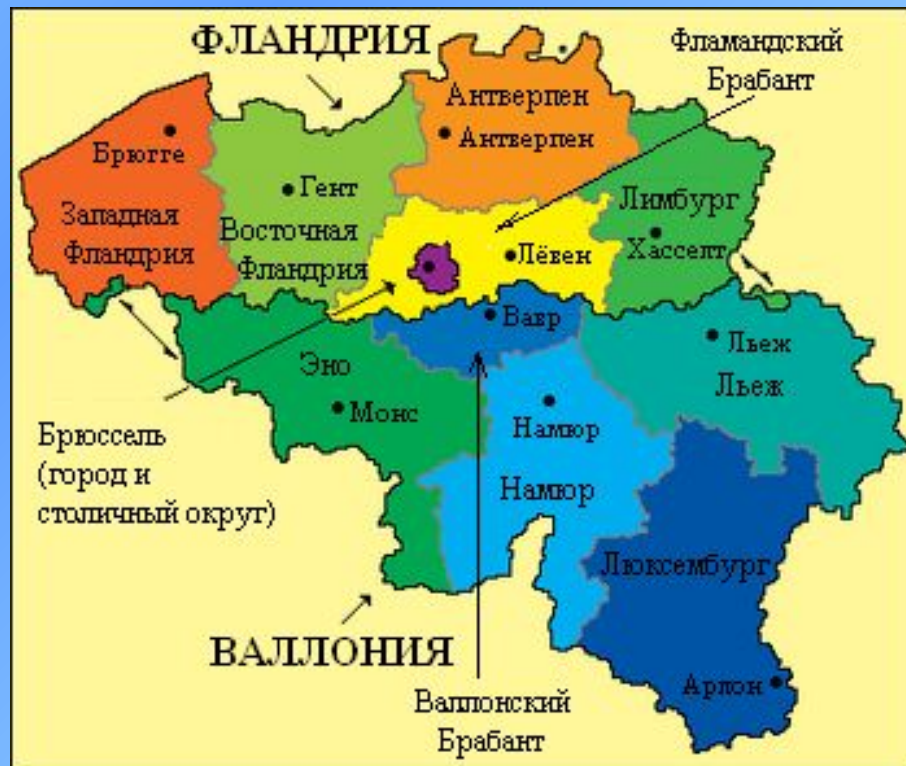 ФЛАНДРИЯ
Фламандский
Брабант
Антверпен
Антверпен
Брюгге
Гент
Западная
Фландрия
Восточная
Фландрия
Лимбург
Хасселт
Лёвен
Вавр
Льеж
Льеж
Эно
Монс
Намюр
Намюр
Брюссель
(город и
столичный округ)
Люксембург
ВАЛЛОНИЯ
Арлон
Валлонский
Брабант